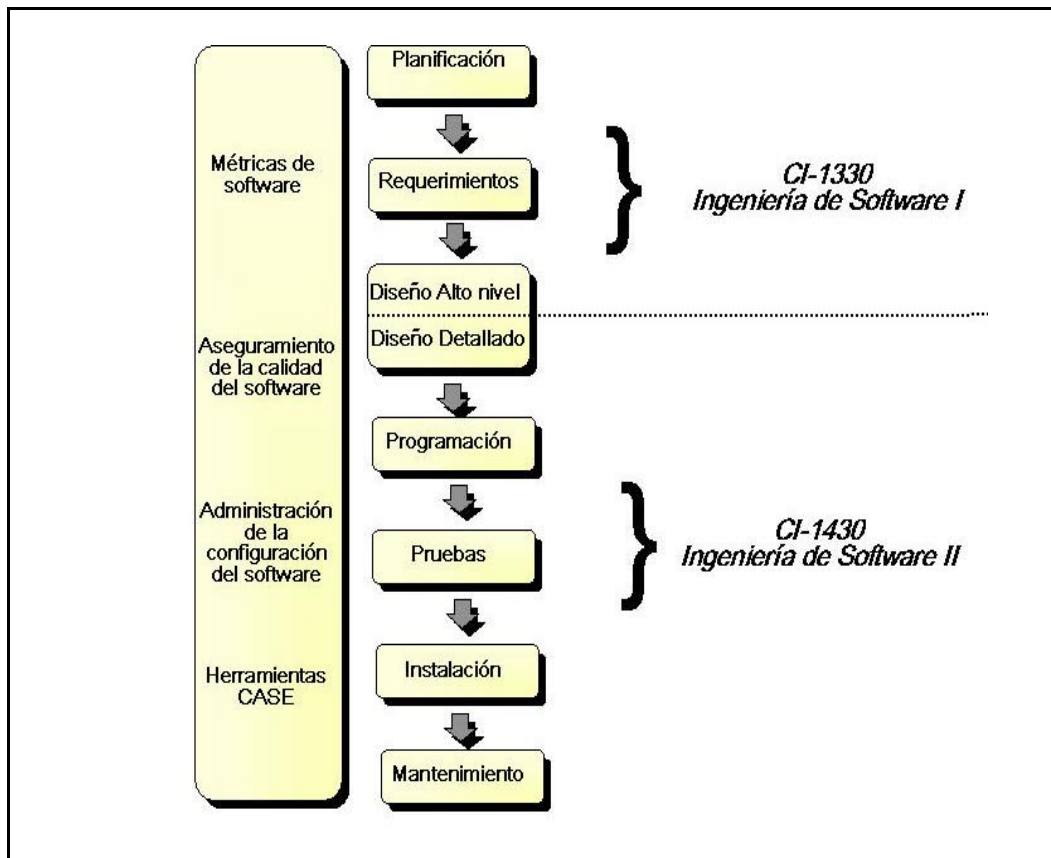 Métricas de
software
Aseguramiento
de la calidad
del software
Administración
de la
configuración
del software
Herramientas
CASE
Planificación
Requerimientos
Diseño Alto nivel
Diseño Detallado
Programación
Pruebas
Instalación
Mantenimiento
CI-1330
Ingeniería de Software I
CI-1430
Ingeniería de Software II